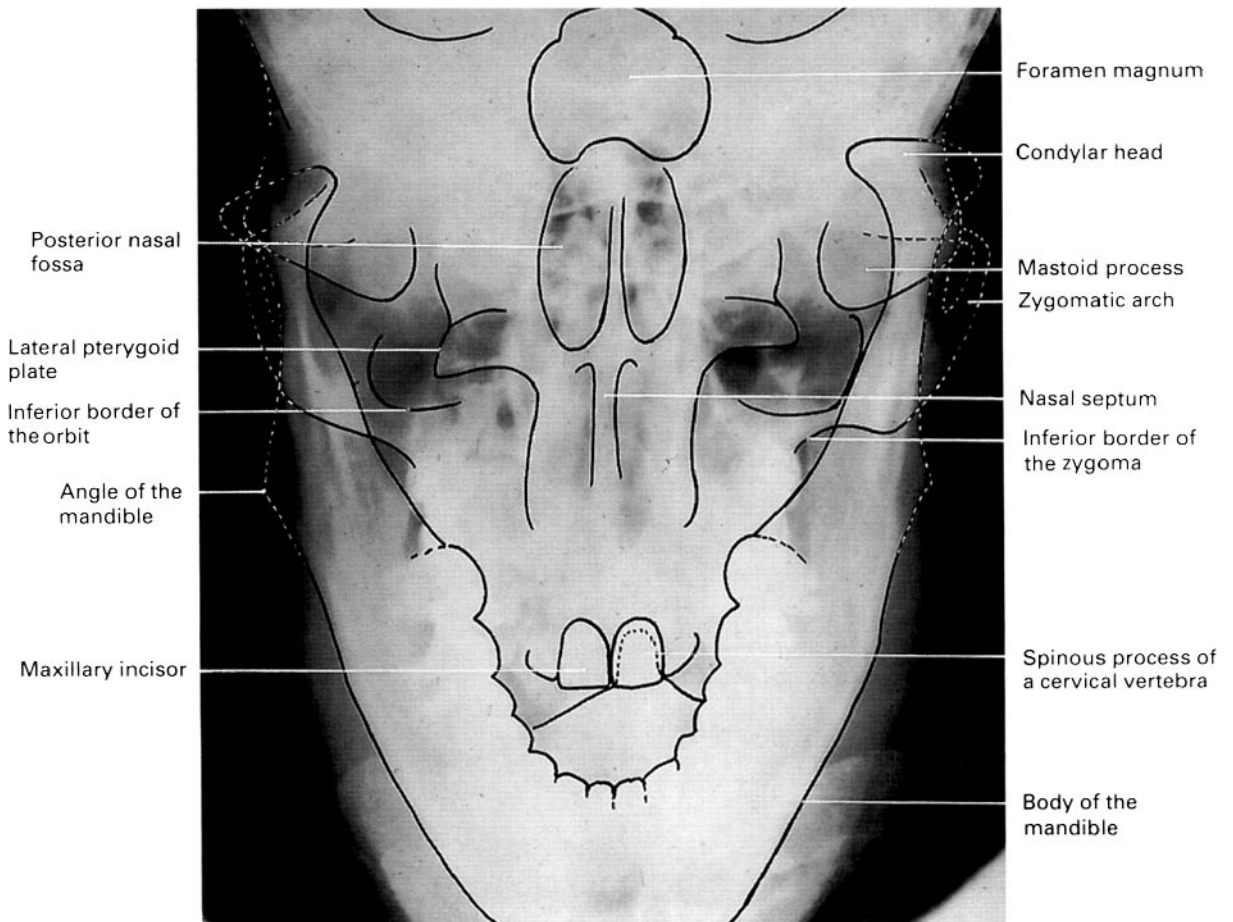 Posterior nasal
fossa
Lateral pterygoid
plate
Inferior border of
the orbit
Angle of the
mandible
Maxillary incisor
Foramen magnum
Condylar head
Mastoid process
Zygomatic arch
Nasal septum
Inferior border of
the zygoma
Spinous process of
a cervical vertebra
Body of the
mandible